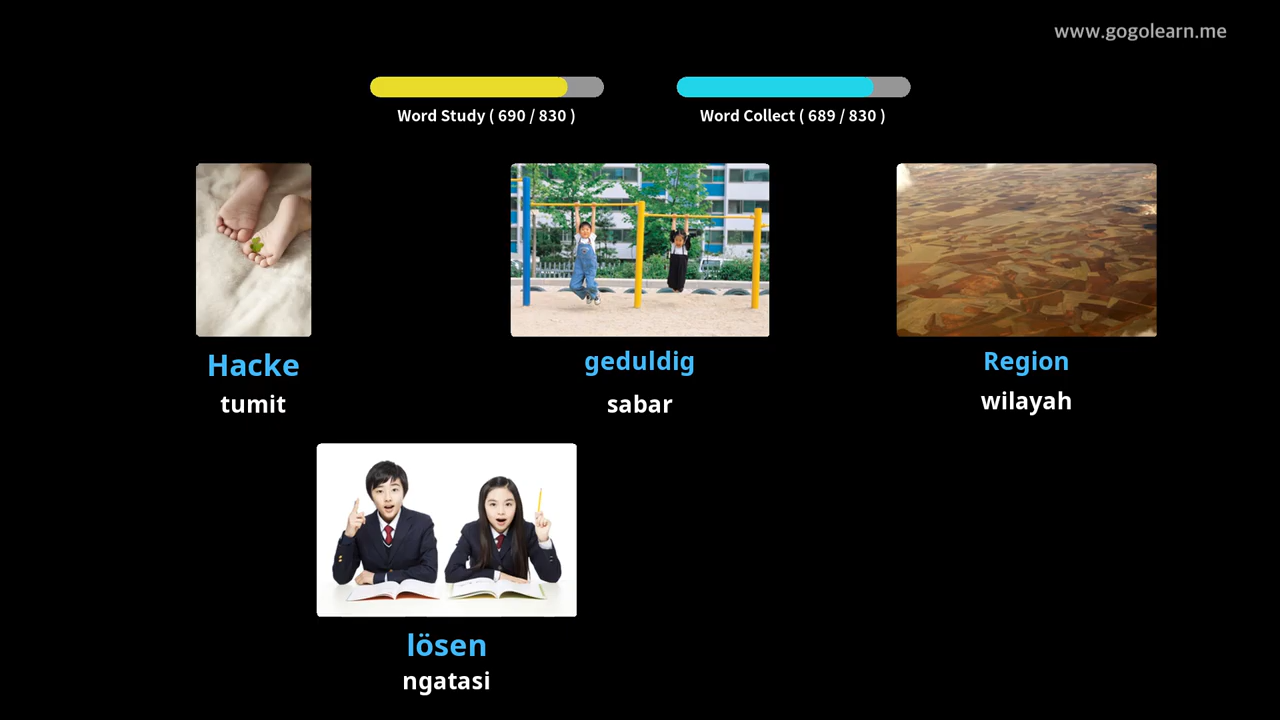 www.gogolearn.me
Word Study ( 690 / 830 )
Word Collect ( 689 / 830 )
Hacke
tumit
geduldig
sabar
Region
wilayah
lösen
ngatasi